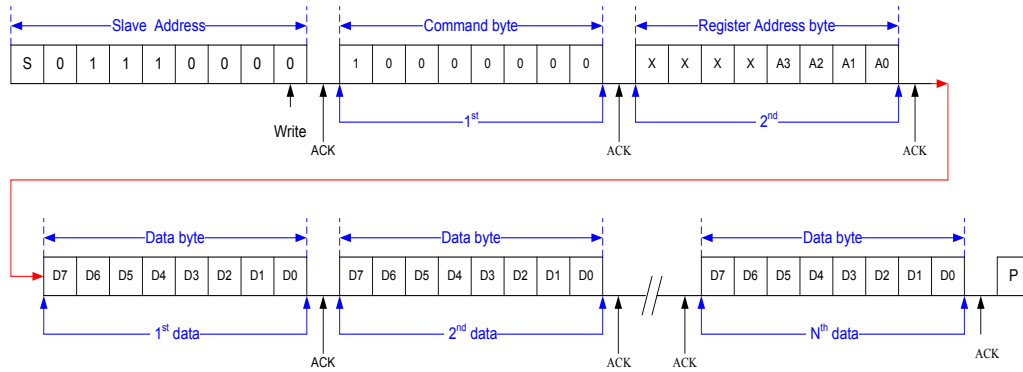 Slave Address Command byte Register Address byte
S 0 1 1 1 0 0 0 0 1 0 0 0 0 0 0 0 X X X X A3 A2 A1 A0
Write ACK 1st ACK 2nd ACK
Data byte Data byte Data byte
D7 D6 D5 D4 D3 D2 D1 D0 D7 D6 D5 D4 D3 D2 D1 D0 D7 D6 D5 D4 D3 D2 D1 D0 P
1st data ACK 2nd data ACK ACK Nth data ACK